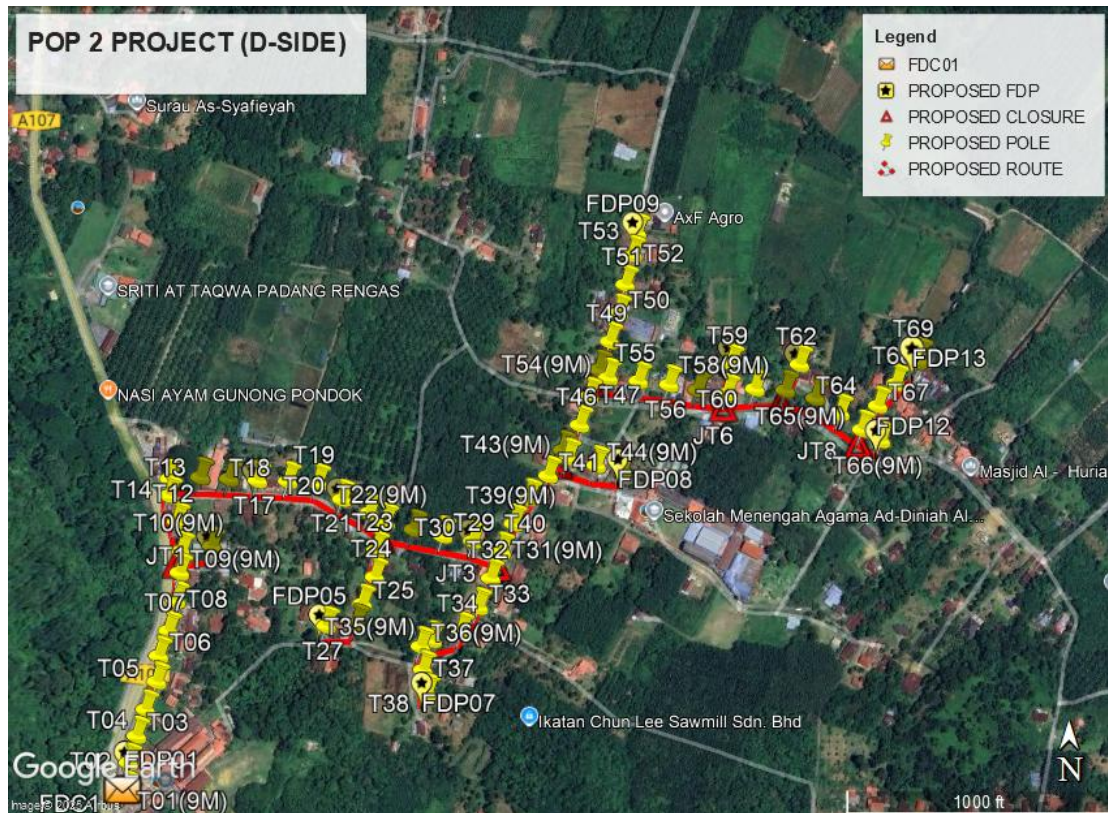 POP 2 PROJECT (D-SIDE)
Legend
FDC01
PROPOSED FDP
PROPOSED CLOSURE
PROPOSED POLE
PROPOSED ROUTE
Surau As-Syafieyah
A107
FDP09
AxF Agro
T53
T51
T52
SRITI AT TAQWA PADANG RENGAS
T50
T49
T59
T62
T69
T54(9M)
T55
T58(9M)
FDP13
NASI AYAM GUNONG PONDOK
T46
T47
T56
T60
T65(9M)
T64
T67
JT6
FDP12
T43(9M)
T41
T44(9M)
JT8
T66(9M)
T13
T18
T19
FDP08
Masjid Al - Huria
T14
T12
T17
T20
T22(9M)
T39(9M)
T10(9M)
T21
T23
T30
T29
T40
Sekolah Menengah Agama Ad-Diniah Al...
JT1
T09(9M)
T24
T32
T31(9M)
JT3
T07
T08
T25
T33
FDP05
T34
T06
T35(9M)
T36(9M)
T27
T05
T37
T38
FDP07
T04
T03
Ikatan Chun Lee Sawmill Sdn. Bhd
FDP01
Google Earth
FDC1
T01(9M)
N
1000 ft